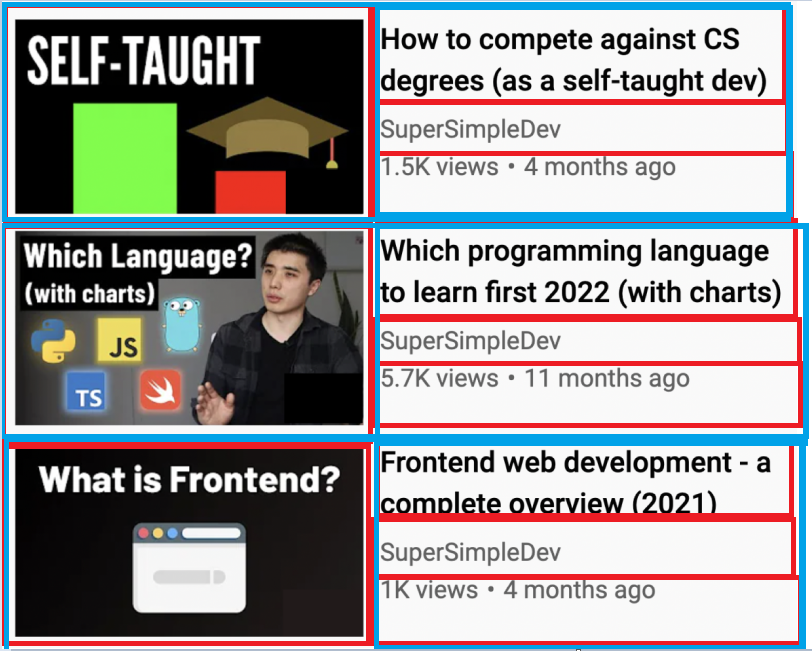 SELF-TAUGHT
How to compete against CS
degrees (as a self-taught dev)
SuperSimpleDev
1.5K views • 4 months ago
Which Language?
(with charts)
JS
TS
Which programming language
to learn first 2022 (with charts)
SuperSimpleDev
5.7K views • 11 months ago
What is Frontend?
Frontend web development - a
complete overview (2021)
SuperSimpleDev
1K views • 4 months ago